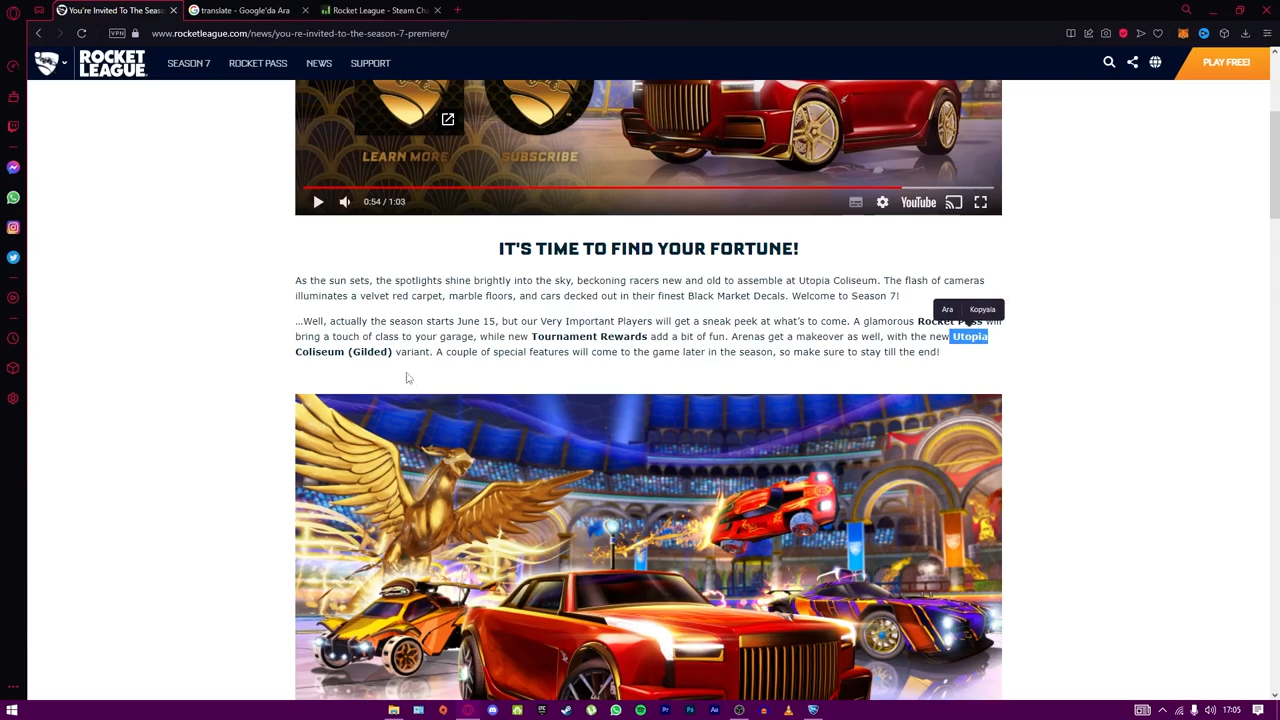 You're Invited To The Seaso
translate - Google'da Ara
Rocket League - Steam Ch
VPN
www.rocketleague.com/news/you-re-invited-to-the-season-7-premiere/
ROCKET LEAGUE
SEASON 7
ROCKET PASS
NEWS
SUPPORT
PLAY FREE!
LEARN MORE
SUBSCRIBE
0:54 / 1:03
YouTube
IT'S TIME TO FIND YOUR FORTUNE!
As the sun sets, the spotlights shine brightly into the sky, beckoning racers new and old to assemble at Utopia Coliseum. The flash of cameras
illuminates a velvet red carpet, marble floors, and cars decked out in their finest Black Market Decals. Welcome to Season 7!
Ara
Kopyala
…Well, actually the season starts June 15, but our Very Important Players will get a sneak peek at what's to come. A glamorous Rocket Pass will
bring a touch of class to your garage, while new Tournament Rewards add a bit of fun. Arenas get a makeover as well, with the new Utopia
Coliseum (Gilded) variant. A couple of special features will come to the game later in the season, so make sure to stay till the end!
17:05